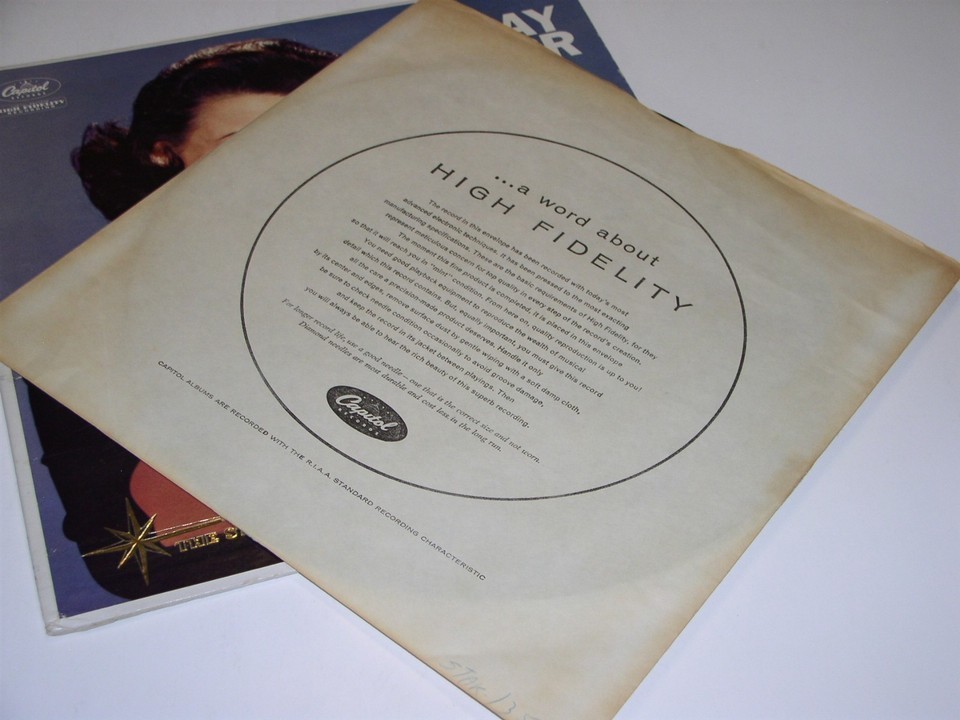 Capitol
RECORDS
HIGH FIDELITY
RECORDING
AY
THE
...a word about
HIGH FIDELITY
The record in this envelope has been recorded with today's most
advanced electronic techniques. It has been pressed to the most exacting
manufacturing specifications. These are the basic requirements of High Fidelity, for they
represent meticulous concern for top quality in every step of the record's creation.
The moment this fine product is completed, it is placed in this envelope
so that it will reach you in "mint" condition. From here on, quality reproduction is up to you!
You need good playback equipment to reproduce the wealth of musical
detail which this record contains. But, equally important, you must give this record
all the care a precision-made product deserves. Handle it only
by its center and edges, remove surface dust by gentle wiping with a soft damp cloth,
be sure to check needle condition occasionally to avoid groove damage,
and keep the record in its jacket between playings. Then
you will always be able to hear the rich beauty of this superb recording.
For longer record life, use a good needle—one that is the correct size and not worn.
Diamond needles are most durable and cost less in the long run.
Capitol
RECORDS
CAPITOL ALBUMS ARE RECORDED WITH THE R.I.A.A. STANDARD RECORDING CHARACTERISTIC